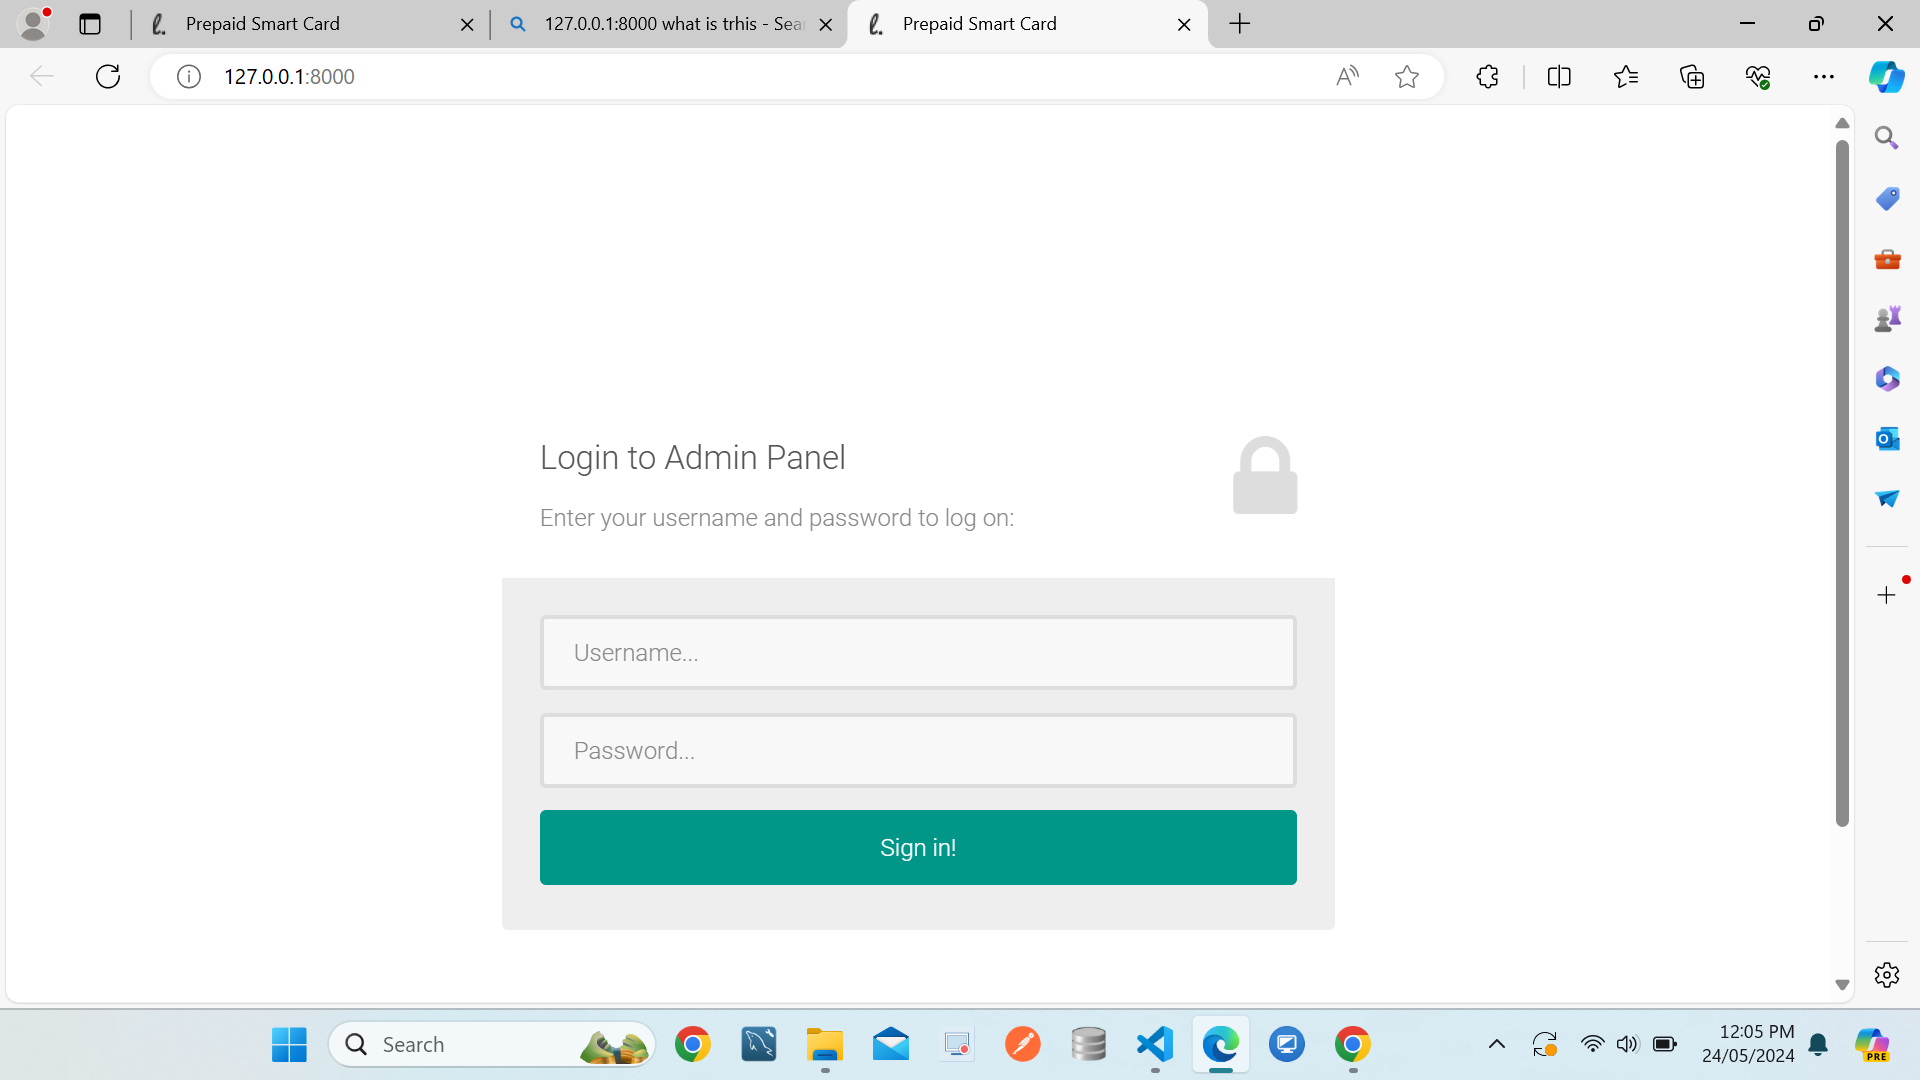 Prepaid Smart Card
127.0.0.1:8000 what is trhis - Sea
Prepaid Smart Card
127.0.0.1:8000
Login to Admin Panel
Enter your username and password to log on:
Username...
Password...
Sign in!
Search
12:05 PM
24/05/2024
PRE